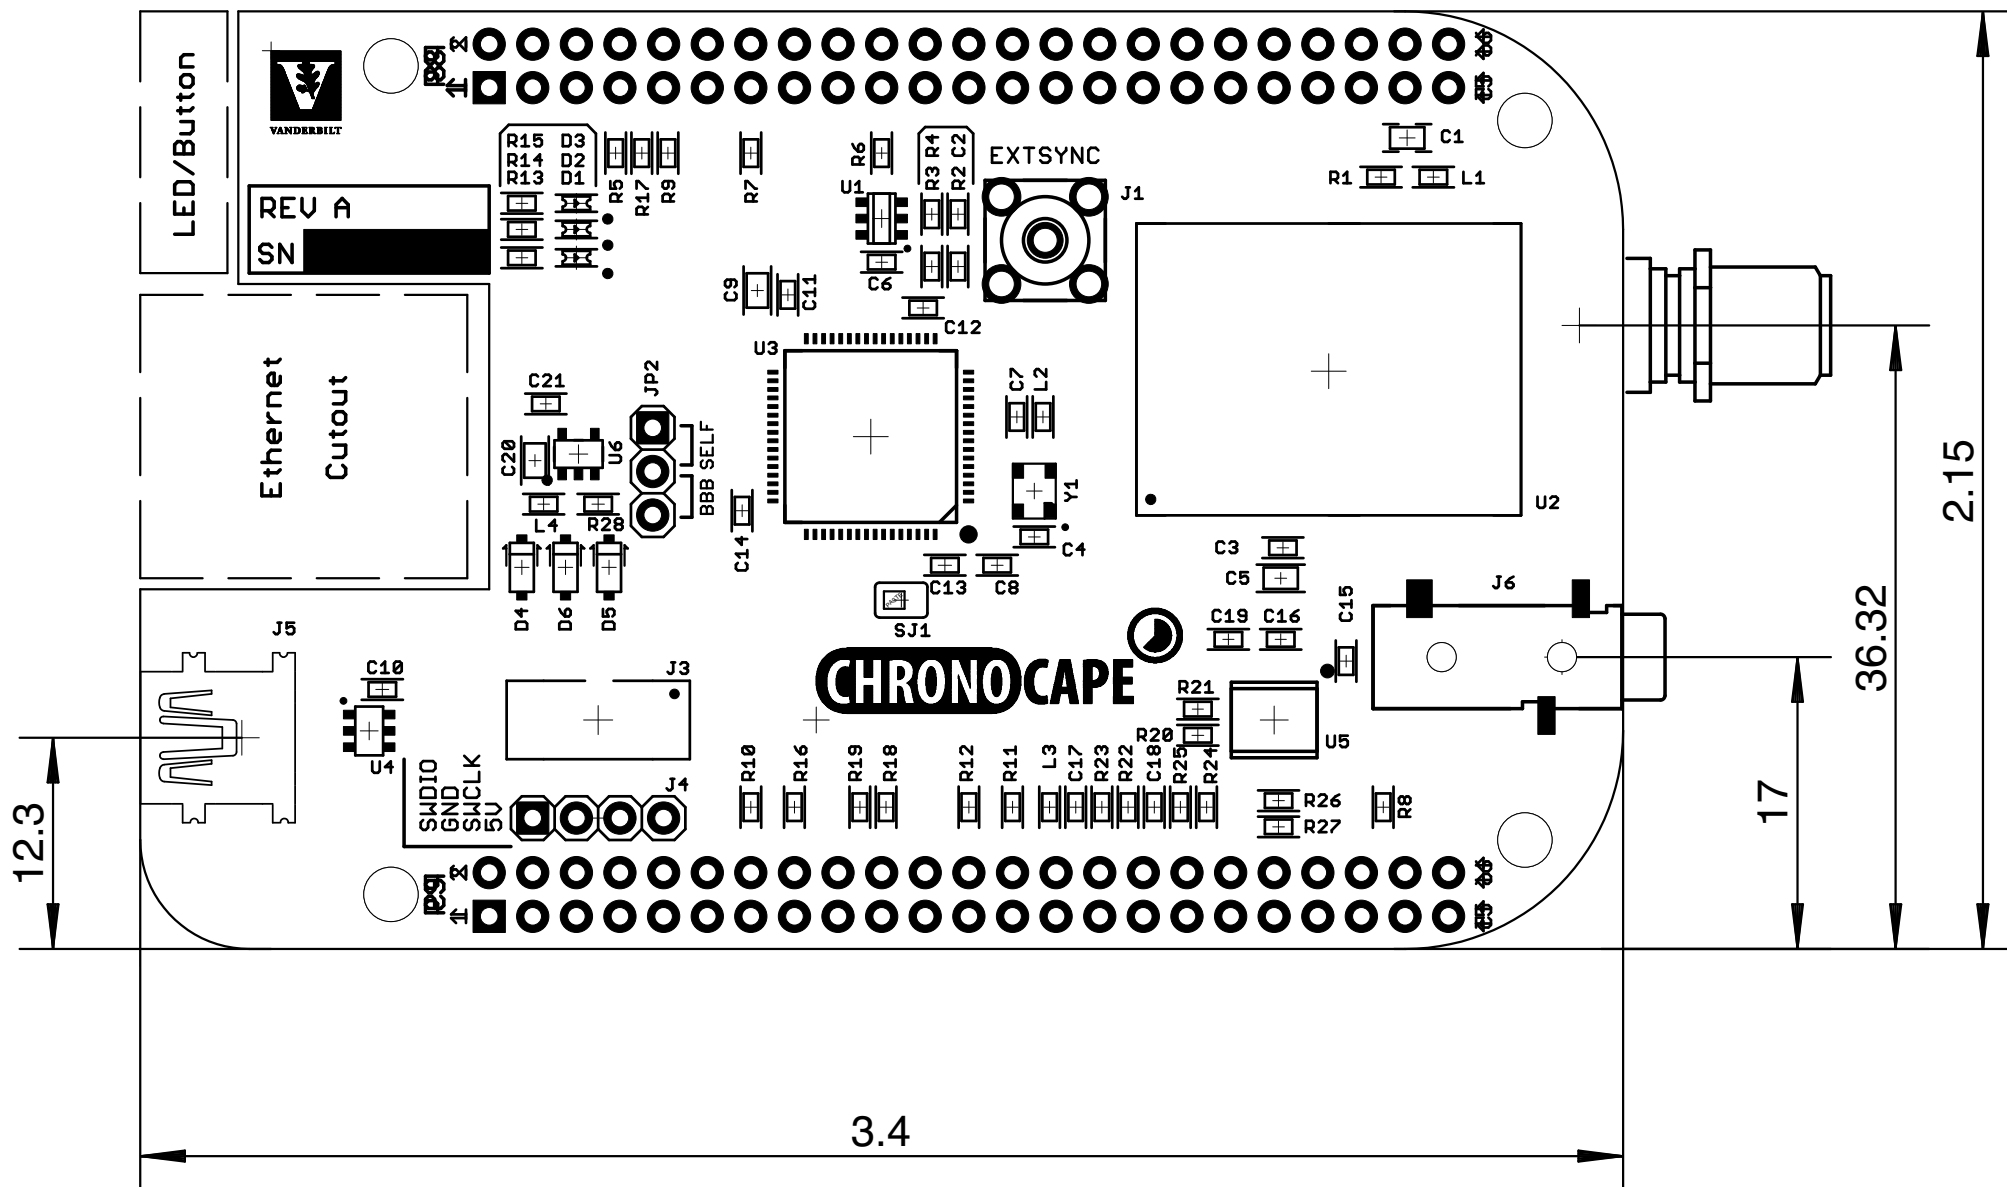 LED/Button
VANDERBILT
REV A
SN
R15 D3
R14 D2
R13 D1
R5
R17
R9
R7
R6
U1
C6
R3 R4
R2 C2
EXTSYNC
J1
C1
R1
L1
C9
C11
C12
U3
Ethernet
Cutout
C21
JP2
C20
U6
BBB SELF
L4
R28
C14
C7
L2
Y1
C4
U2
C13
C8
C3
C5
J6
D4
D6
D5
SJ1
C19
C16
C15
J5
C10
J3
CHRONOCAPE
R21
R20
U5
U4
SWDIO
GND
SWCLK
5V
J4
R10
R16
R19
R18
R12
R11
L3
C17
R23
R22
C18
R25
R24
R26
R27
R8
12.3
17
36.32
2.15
3.4